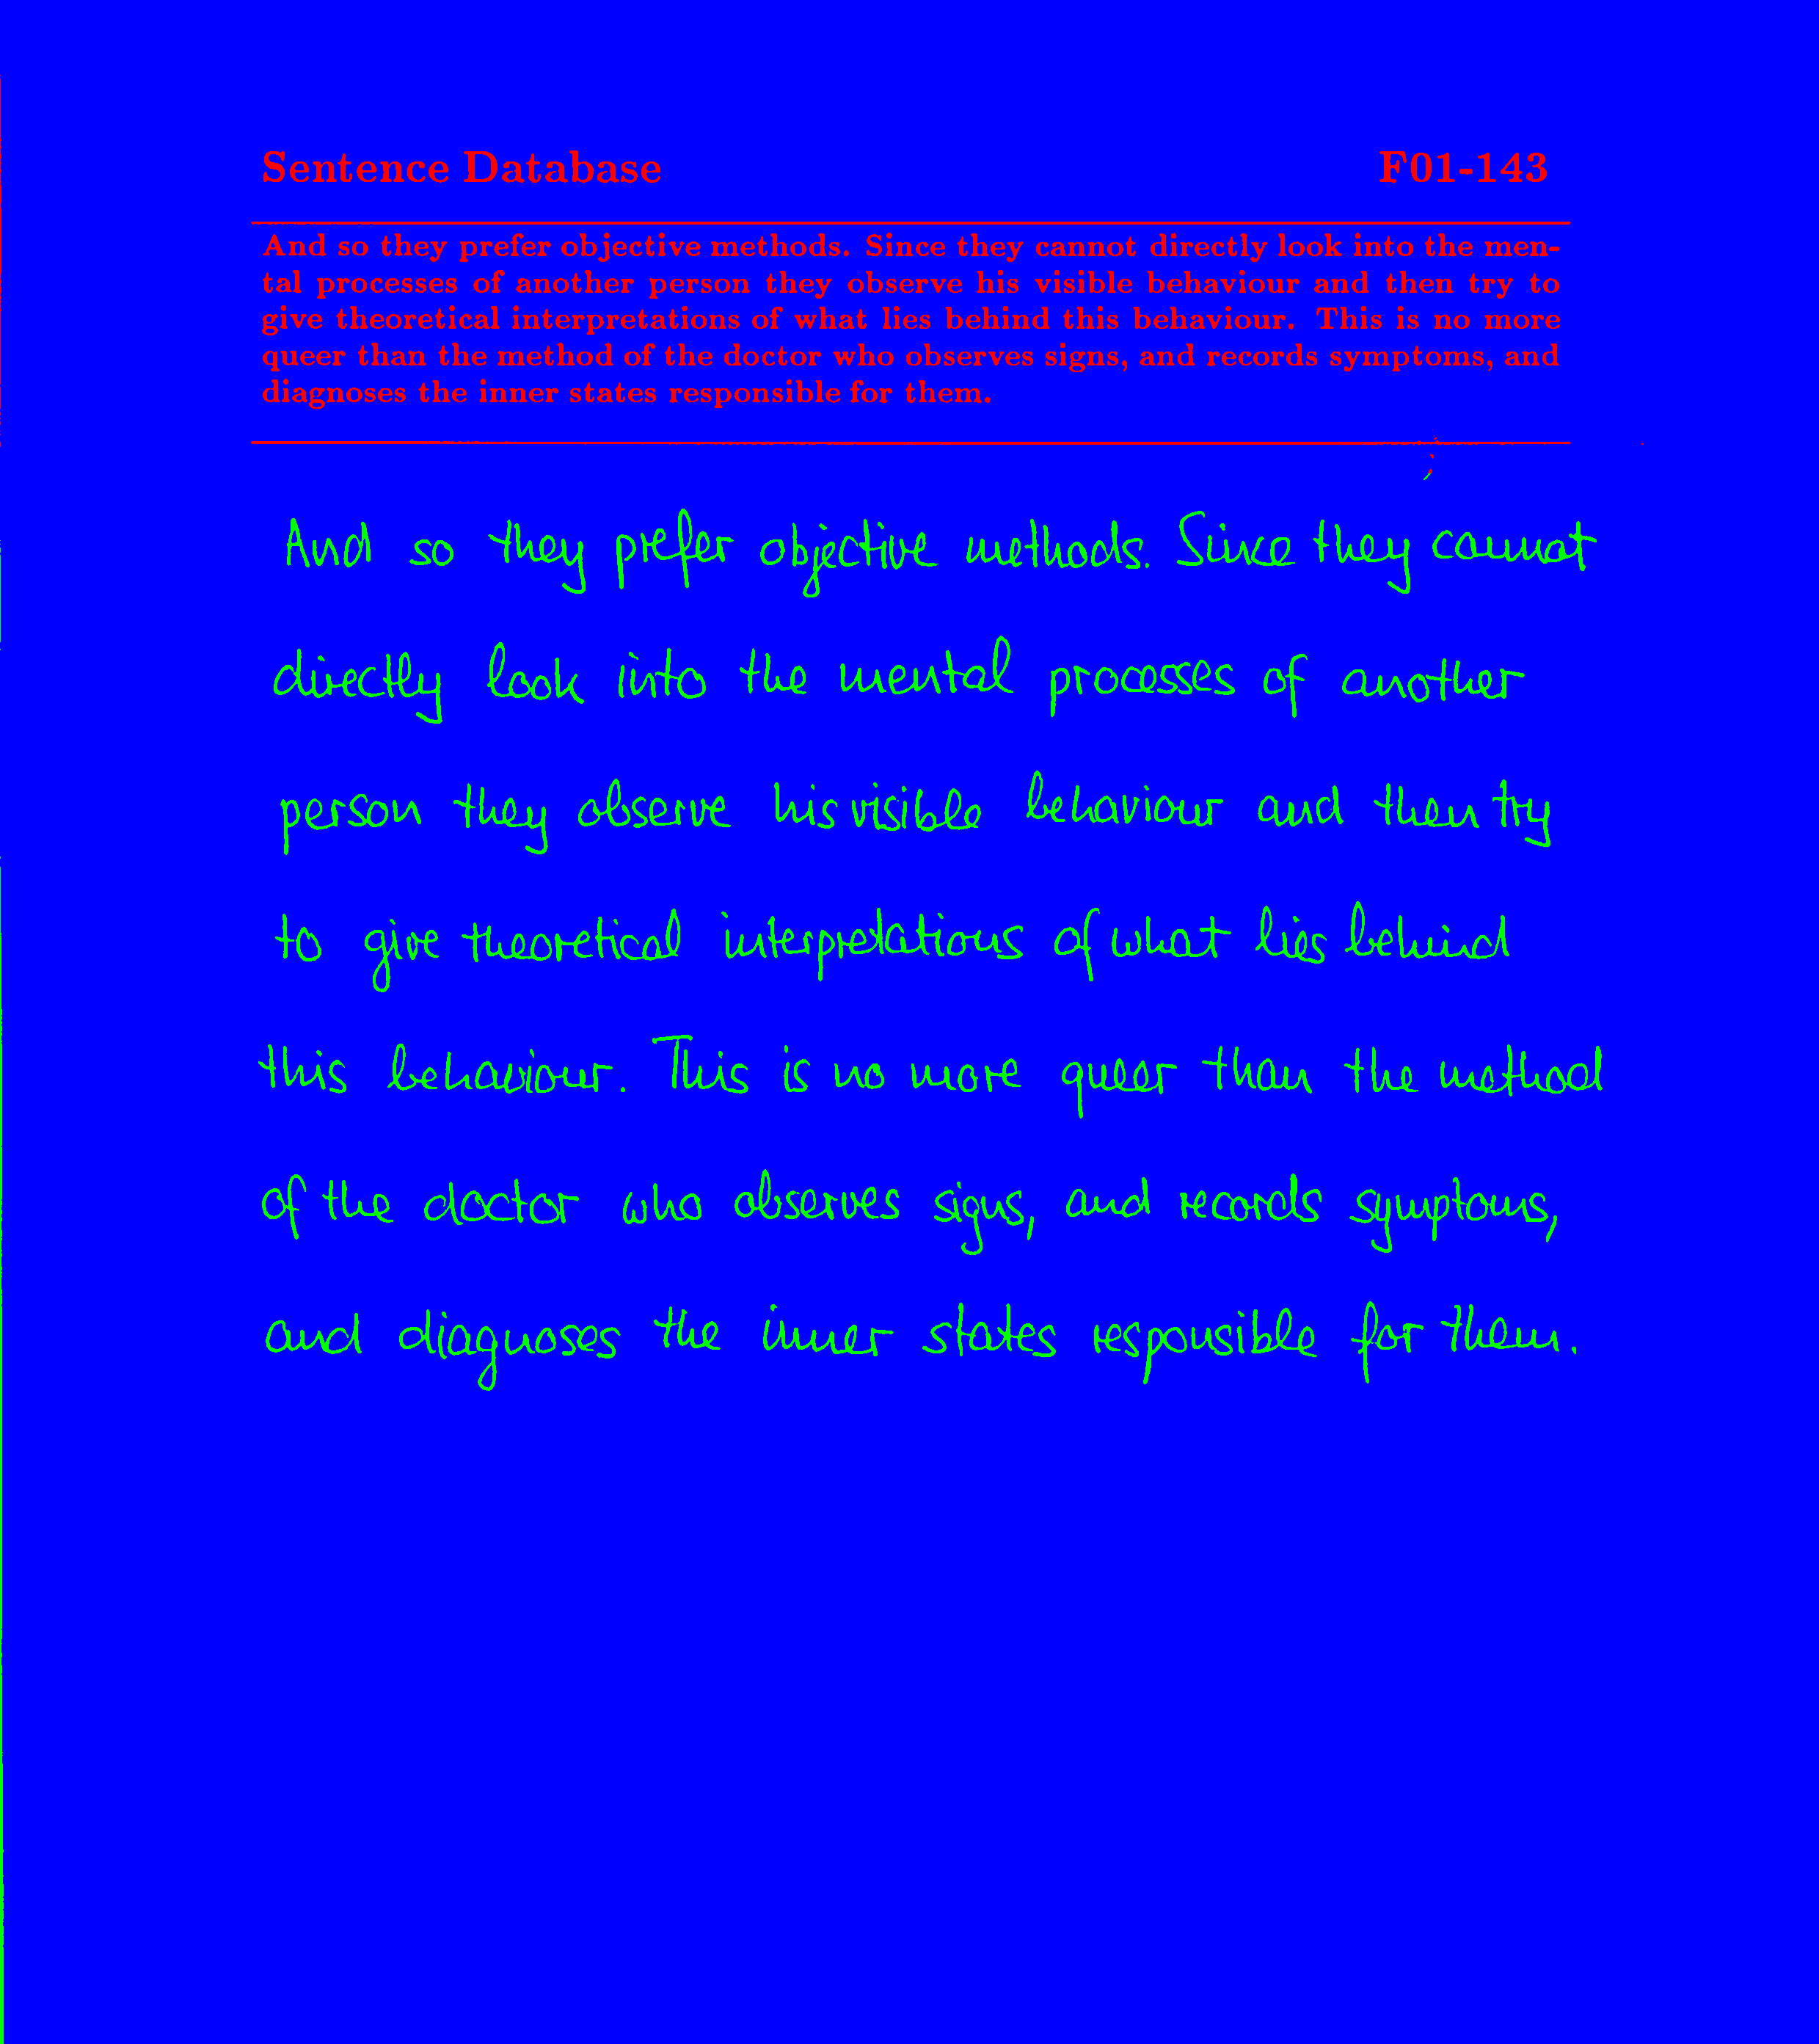 Sentence Database F01-143
And so they prefer objective methods. Since they cannot directly look into the men-
tal processes of another person they observe his visible behaviour and then try to
give theoretical interpretations of what lies behind this behaviour. This is no more
queer than the method of the doctor who observes signs, and records symptoms, and
diagnoses the inner states responsible for them.
And so they prefer objective methods. Since they cannot
directly look into the mental processes of another
person they observe his visible behaviour and then try
to give theoretical interpretations of what lies behind
this behaviour. This is no more queer than the method
of the doctor who observes signs, and records symptoms,
and diagnoses the inner states responsible for them.